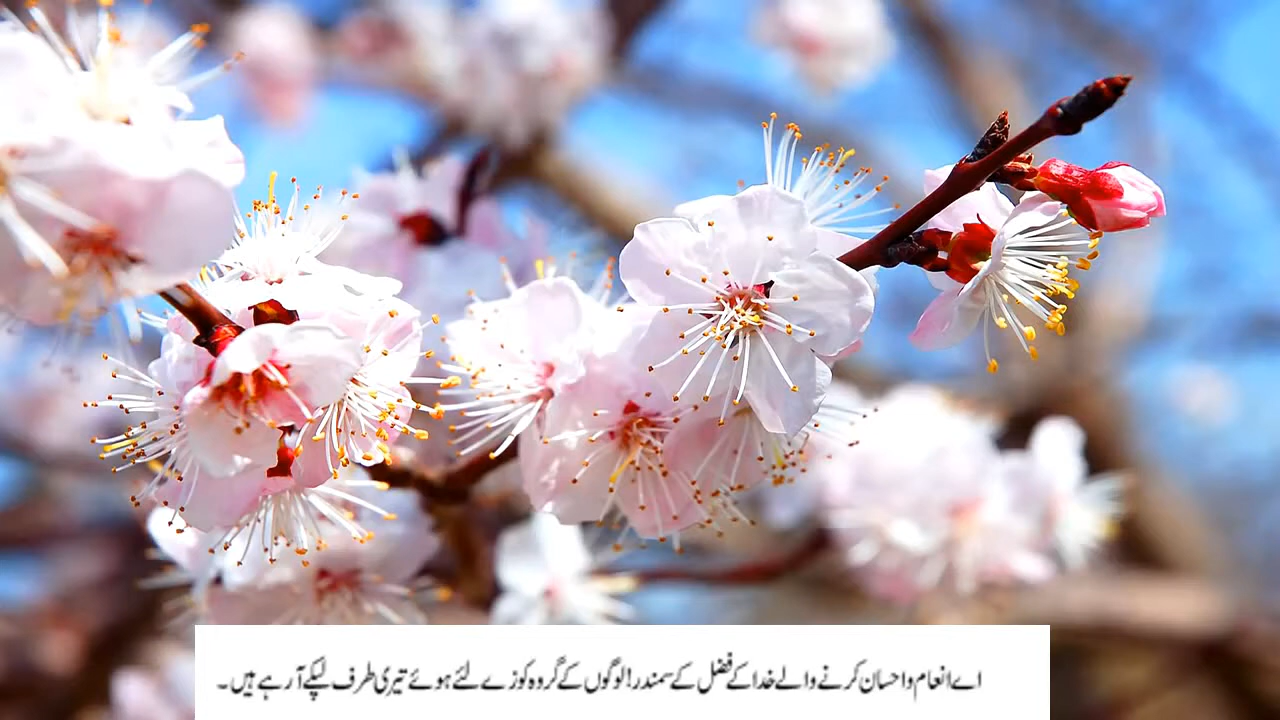 اے انعام و احسان کرنے والے خدا کے فضل کے سمندر! لوگوں کے گروہ کوزے لئے ہوئے تیری طرف لپکے آ رہے ہیں۔